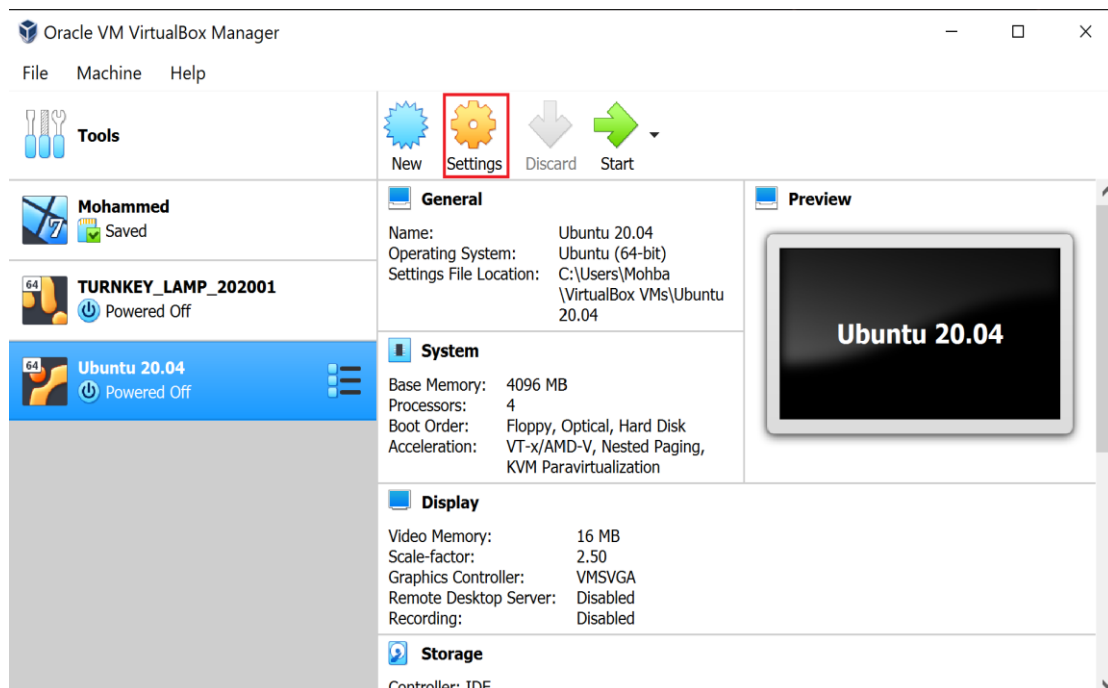 Oracle VM VirtualBox Manager
File Machine Help
Tools
New Settings Discard Start
Mohammed
Saved
64
TURNKEY_LAMP_202001
Powered Off
64
Ubuntu 20.04
Powered Off
General
Name: Ubuntu 20.04
Operating System: Ubuntu (64-bit)
Settings File Location: C:\Users\Mohba
\VirtualBox VMs\Ubuntu
20.04
Preview
Ubuntu 20.04
System
Base Memory: 4096 MB
Processors: 4
Boot Order: Floppy, Optical, Hard Disk
Acceleration: VT-x/AMD-V, Nested Paging,
KVM Paravirtualization
Display
Video Memory: 16 MB
Scale-factor: 2.50
Graphics Controller: VMSVGA
Remote Desktop Server: Disabled
Recording: Disabled
Storage
Controller: IDE